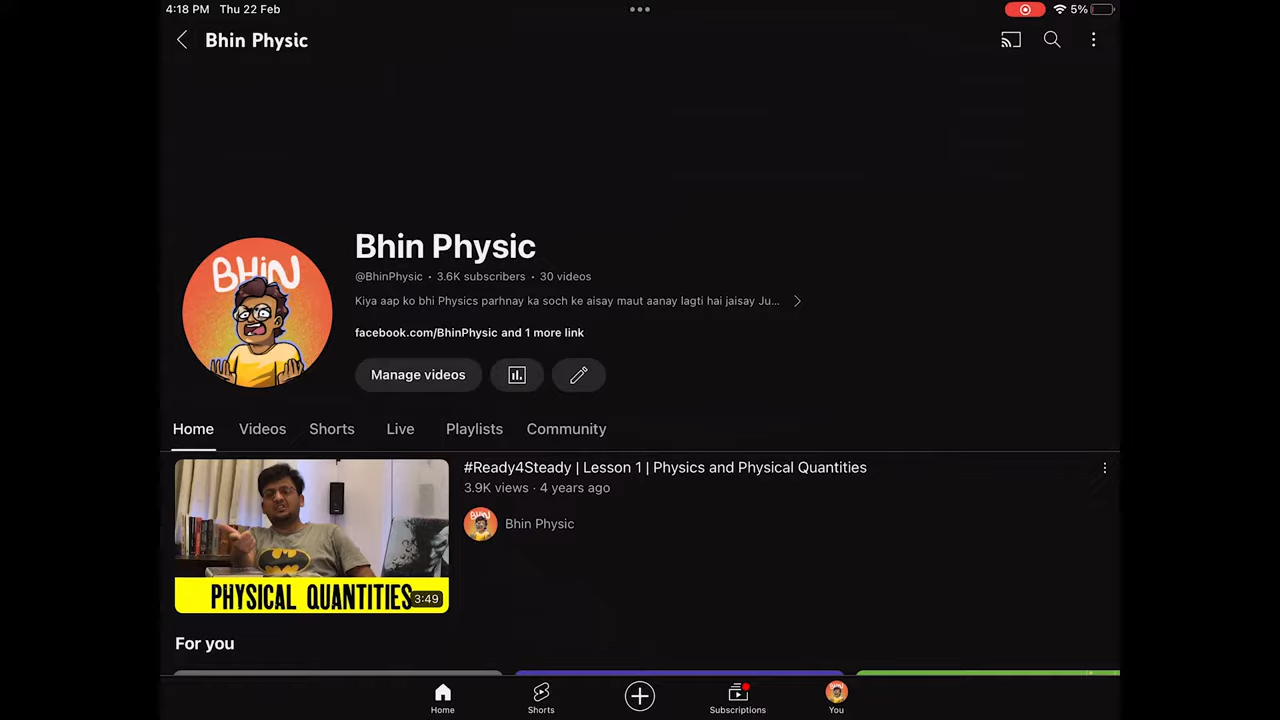 4:18 PM Thu 22 Feb
5%
Bhin Physic
BHiN
Bhin Physic
@BhinPhysic • 3.6K subscribers • 30 videos
Kiya aap ko bhi Physics parhnay ka soch ke aisay maut aanay lagti hai jaisay Ju...
facebook.com/BhinPhysic and 1 more link
Manage videos
Home Videos Shorts Live Playlists Community
#Ready4Steady | Lesson 1 | Physics and Physical Quantities
3.9K views · 4 years ago
Bhin Physic
PHYSICAL QUANTITIES
3:49
For you
Home Shorts Subscriptions You